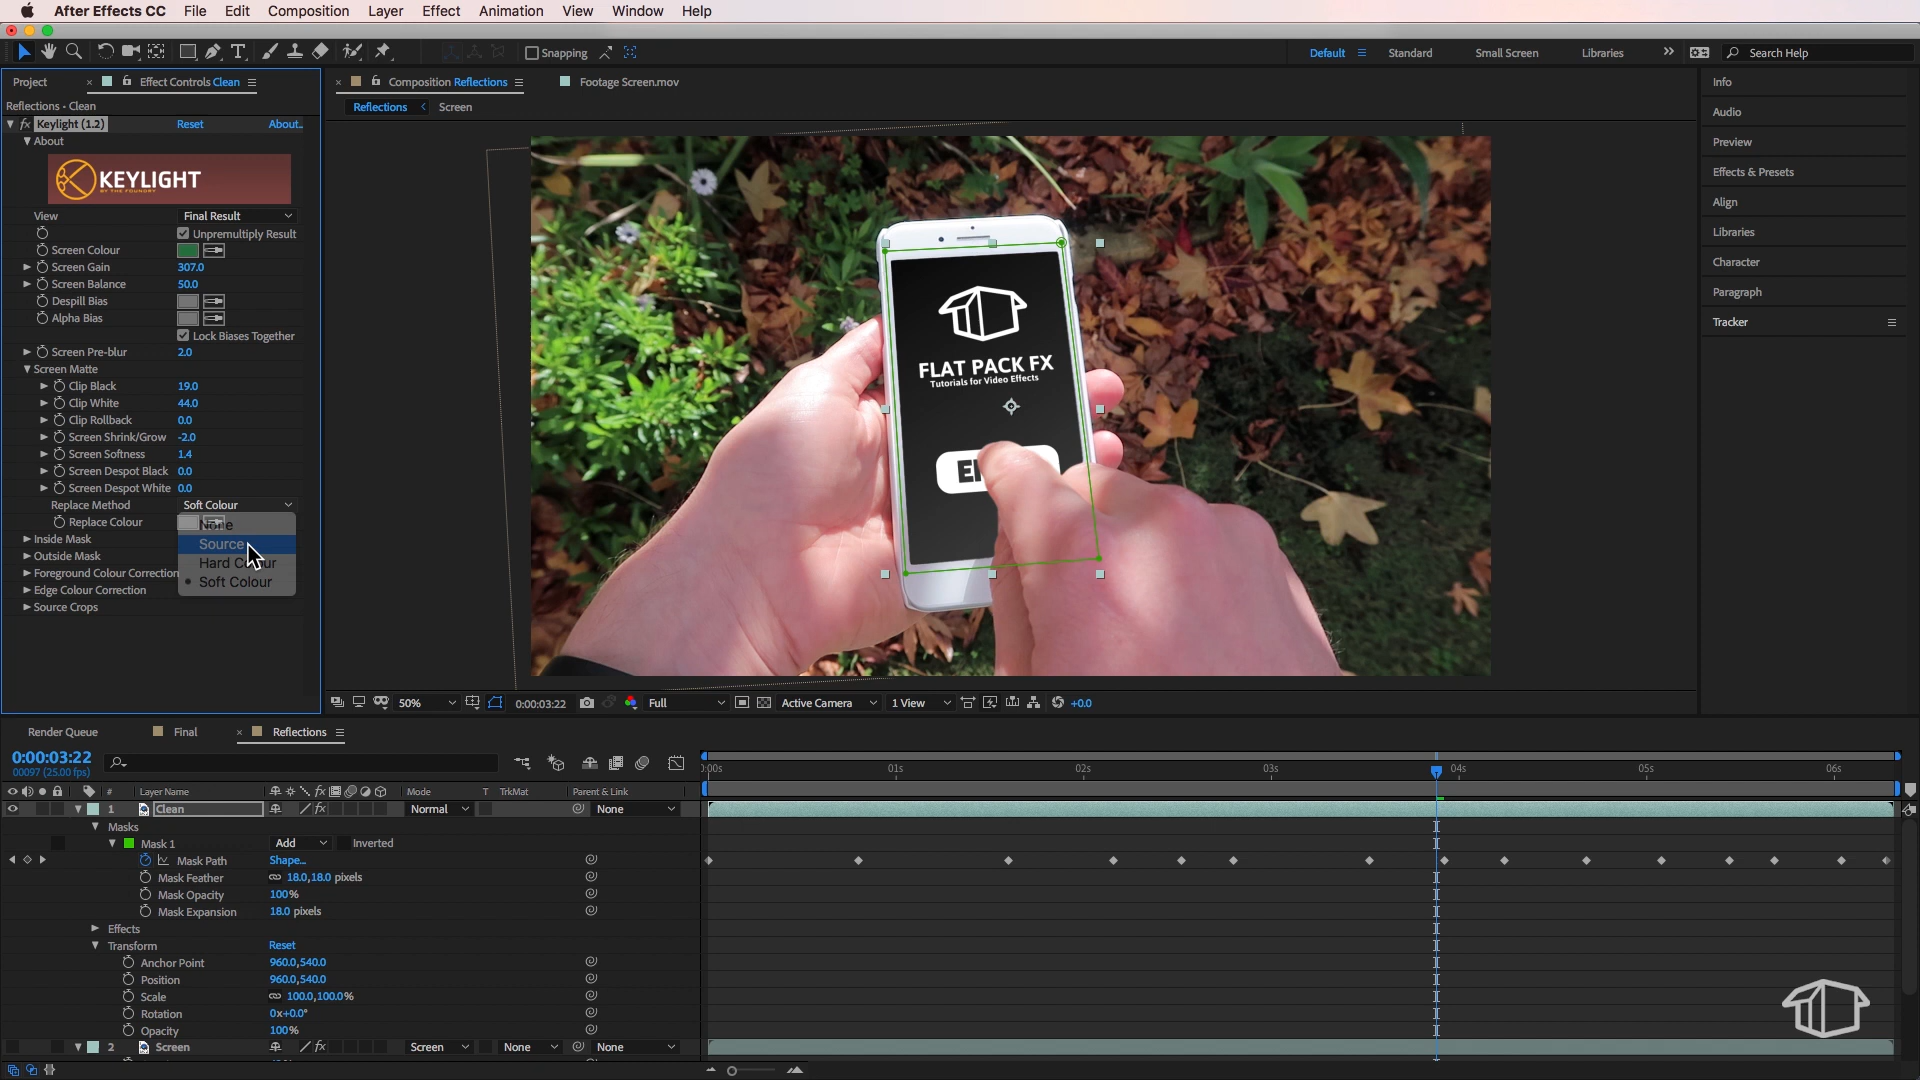 After Effects CC File Edit Composition Layer Effect Animation View Window Help
Snapping
Default Standard Small Screen Libraries Search Help
Project Effect Controls Clean
Reflections • Clean
fx Keylight (1.2) Reset About..
About
KEYLIGHT
BY THE FOUNDRY
View Final Result
Unpremultiply Result
Screen Colour
Screen Gain 307.0
Screen Balance 50.0
Despill Bias
Alpha Bias
Lock Biases Together
Screen Pre-blur 2.0
Screen Matte
Clip Black 19.0
Clip White 44.0
Clip Rollback 0.0
Screen Shrink/Grow -2.0
Screen Softness 1.4
Screen Despot Black 0.0
Screen Despot White 0.0
Replace Method Soft Colour
Replace Colour None
Source
Hard Colour
Soft Colour
Inside Mask
Outside Mask
Foreground Colour Correction
Edge Colour Correction
Source Crops
Composition Reflections Footage Screen.mov
Reflections Screen
FLAT PACK FX
Tutorials for Video Effects
50% 0:00:03:22 Full Active Camera 1 View +0.0
Info
Audio
Preview
Effects & Presets
Align
Libraries
Character
Paragraph
Tracker
Render Queue Final Reflections
0:00:03:22
00097 (25.00 fps)
# Layer Name fx Mode T TrkMat Parent & Link
1 Clean fx Normal None
Masks
Mask 1 Add Inverted
Mask Path Shape...
Mask Feather 18.0,18.0 pixels
Mask Opacity 100%
Mask Expansion 18.0 pixels
Effects
Transform Reset
Anchor Point 960.0,540.0
Position 960.0,540.0
Scale 100.0,100.0%
Rotation 0x+0.0°
Opacity 100%
2 Screen fx Screen None None
01s 02s 03s 04s 05s 06s